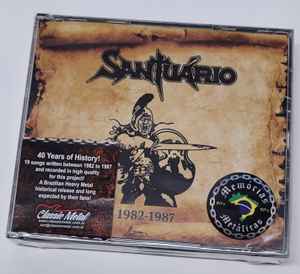 SANTUÁRIO
40 Years of History!
19 songs written between 1982 to 1987
and recorded in high quality
for this project!
A Brazilian Heavy Metal
historical release and long
expected by their fans!
Classic Metal
1982-1987
Memórias
Metálicas